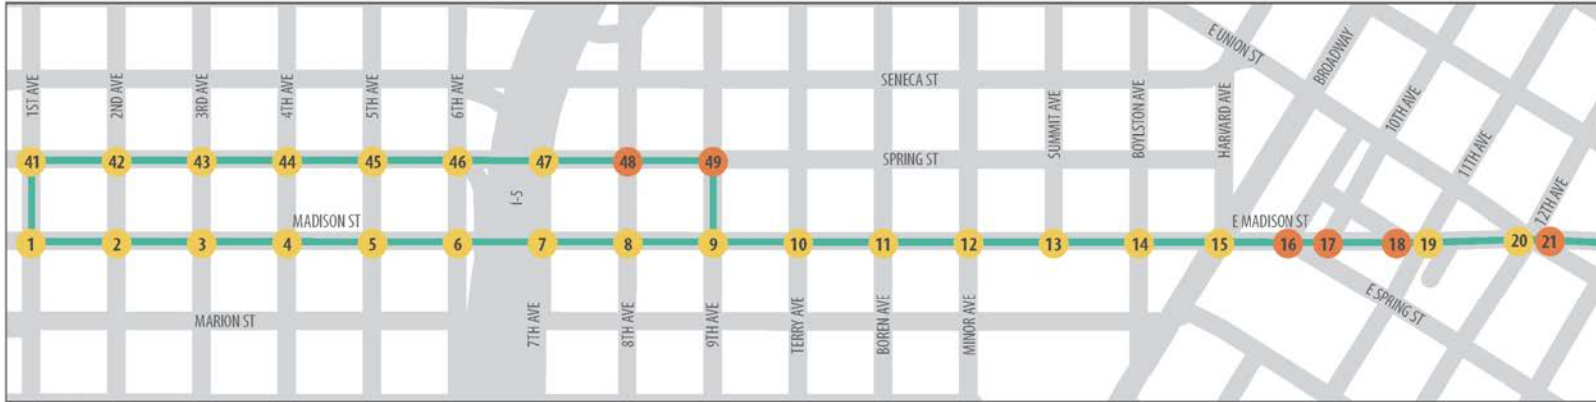 1ST AVE
2ND AVE
3RD AVE
4TH AVE
5TH AVE
6TH AVE
SENECA ST
SUMMIT AVE
BOYLSTON AVE
HARVARD AVE
E UNION ST
BROADWAY
10TH AVE
11TH AVE
12TH AVE
41
42
43
44
45
46
47
48
49
SPRING ST
I-5
MADISON ST
E MADISON ST
1
2
3
4
5
6
7
8
9
10
11
12
13
14
15
16
17
18
19
20
21
MARION ST
7TH AVE
8TH AVE
9TH AVE
TERRY AVE
BOREN AVE
MINOR AVE
E SPRING ST